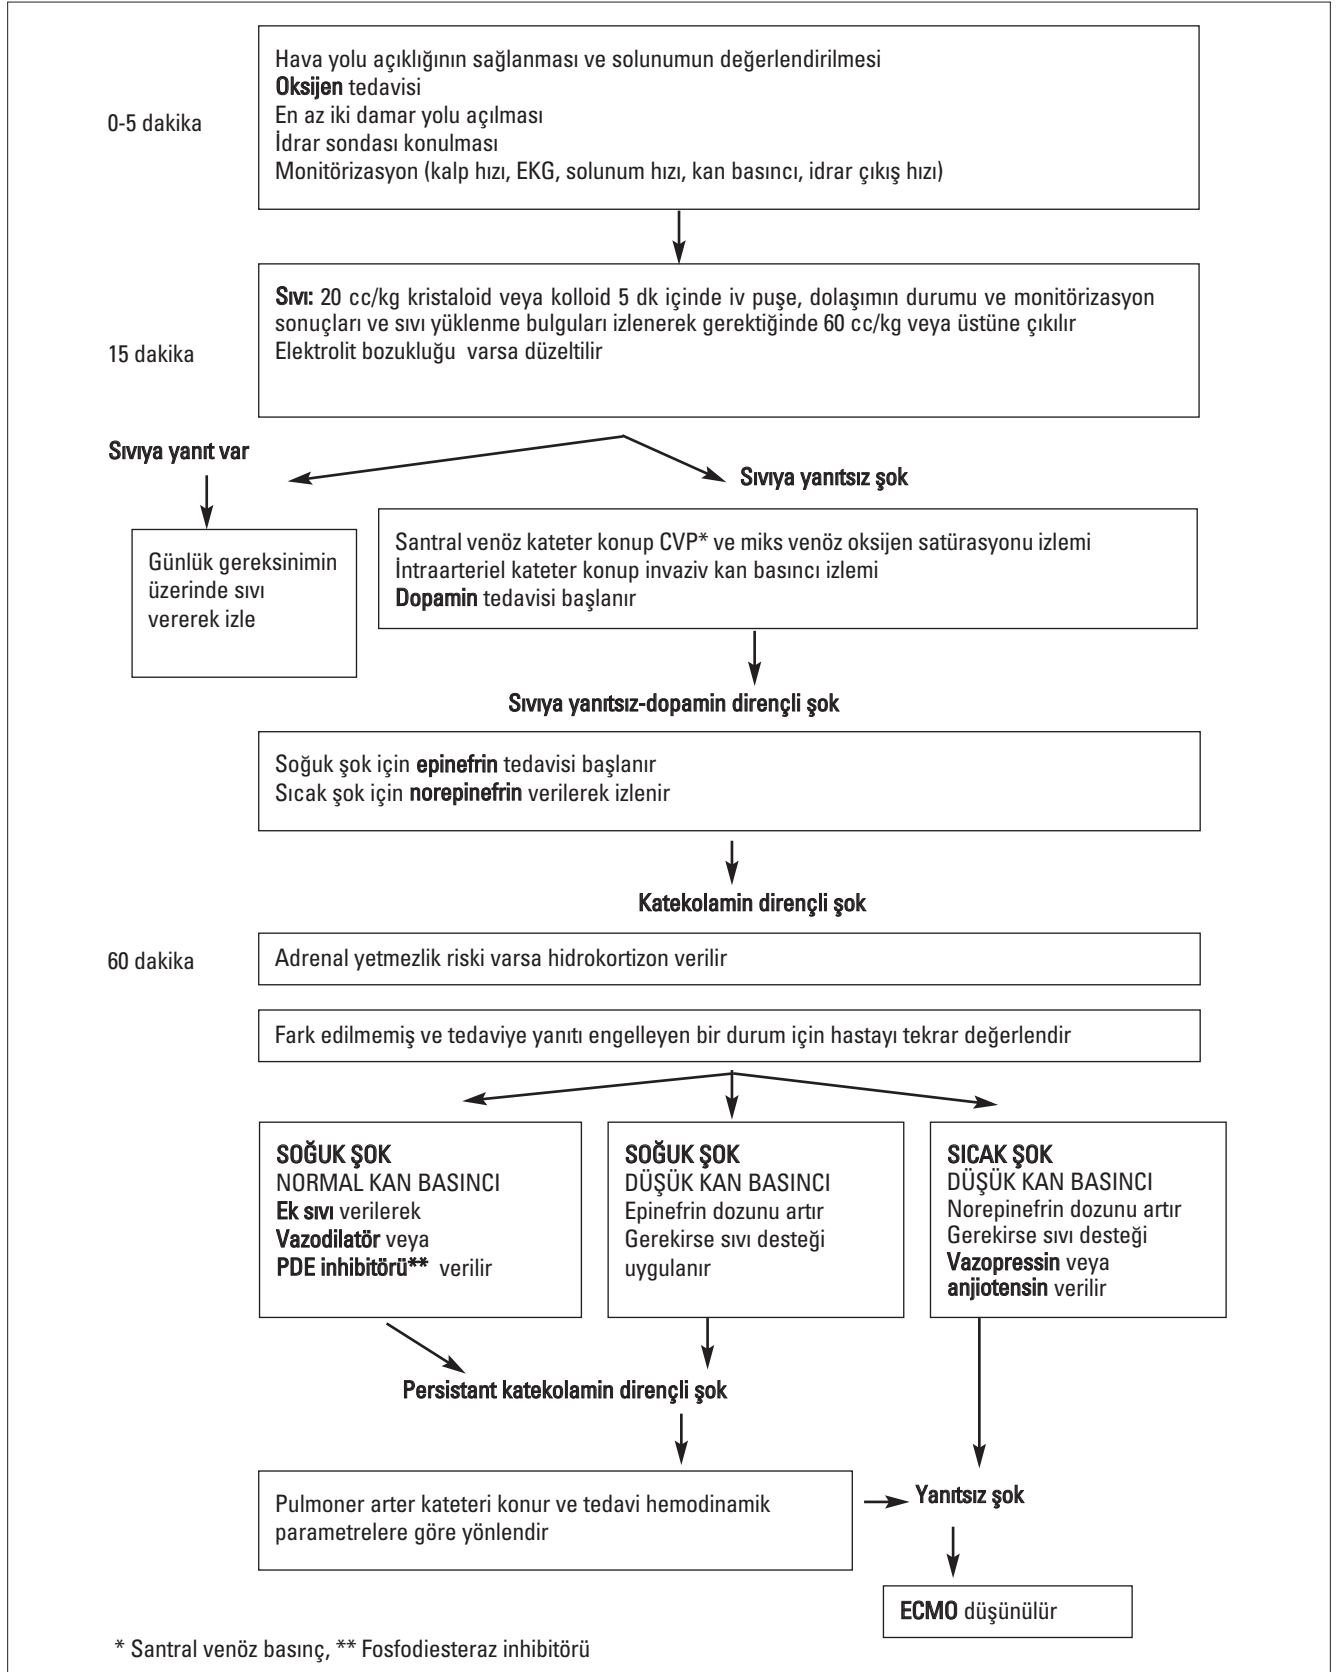 Hava yolu açıklığının sağlanması ve solunumun değerlendirilmesi
Oksijen tedavisi
0-5 dakika
En az iki damar yolu açılması
İdrar sondası konulması
Monitörizasyon (kalp hızı, EKG, solunum hızı, kan basıncı, idrar çıkış hızı)
Sıvı: 20 cc/kg kristaloid veya kolloid 5 dk içinde iv puşe, dolaşımın durumu ve monitörizasyon
sonuçları ve sıvı yüklenme bulguları izlenerek gerektiğinde 60 cc/kg veya üstüne çıkılır
15 dakika
Elektrolit bozukluğu varsa düzeltilir
Sıvıya yanıt var
Sıvıya yanıtsız şok
Günlük gereksinimin
üzerinde sıvı
vererek izle
Santral venöz kateter konup CVP* ve miks venöz oksijen satürasyonu izlemi
İntraarteriel kateter konup invaziv kan basıncı izlemi
Dopamin tedavisi başlanır
Sıvıya yanıtsız-dopamin dirençli şok
Soğuk şok için epinefrin tedavisi başlanır
Sıcak şok için norepinefrin verilerek izlenir
Katekolamin dirençli şok
60 dakika
Adrenal yetmezlik riski varsa hidrokortizon verilir
Fark edilmemiş ve tedaviye yanıtı engelleyen bir durum için hastayı tekrar değerlendir
SOĞUK ŞOK
NORMAL KAN BASINCI
Ek sıvı verilerek
Vazodilatör veya
PDE inhibitörü** verilir
SOĞUK ŞOK
DÜŞÜK KAN BASINCI
Epinefrin dozunu artır
Gerekirse sıvı desteği
uygulanır
SICAK ŞOK
DÜŞÜK KAN BASINCI
Norepinefrin dozunu artır
Gerekirse sıvı desteği
Vazopressin veya
anjiotensin verilir
Persistant katekolamin dirençli şok
Pulmoner arter kateteri konur ve tedavi hemodinamik
parametrelere göre yönlendir
Yanıtsız şok
ECMO düşünülür
* Santral venöz basınç, ** Fosfodiesteraz inhibitörü